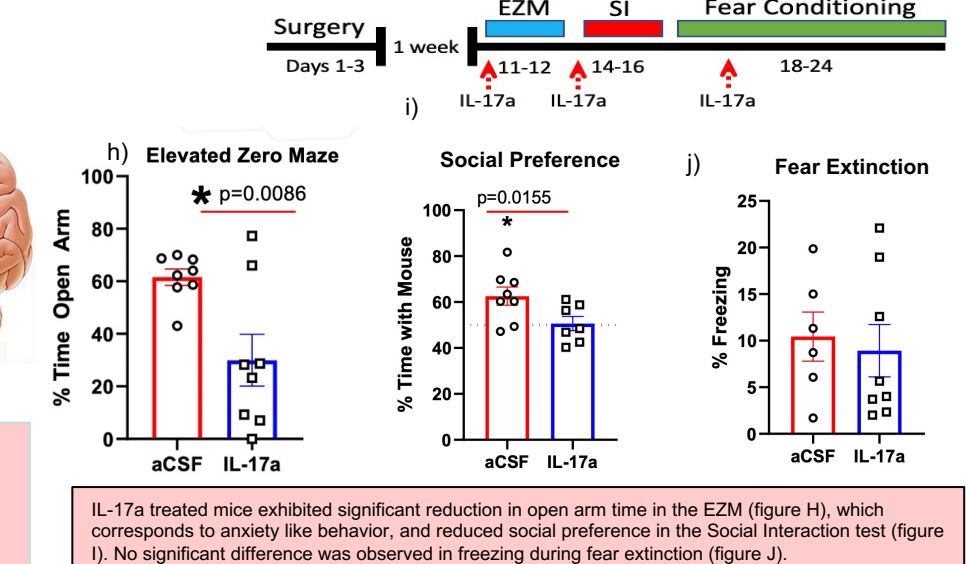 EZM
SI
Fear Conditioning
Surgery
1 week
Days 1-3
11-12
14-16
18-24
IL-17a
IL-17a
IL-17a
h)
Elevated Zero Maze
* p=0.0086
% Time Open Arm
100
80
60
40
20
0
aCSF
IL-17a
i)
Social Preference
p=0.0155
*
% Time with Mouse
100
80
60
40
20
0
aCSF
IL-17a
j)
Fear Extinction
% Freezing
25
20
15
10
5
0
aCSF
IL-17a
IL-17a treated mice exhibited significant reduction in open arm time in the EZM (figure H), which
corresponds to anxiety like behavior, and reduced social preference in the Social Interaction test (figure
I). No significant difference was observed in freezing during fear extinction (figure J).